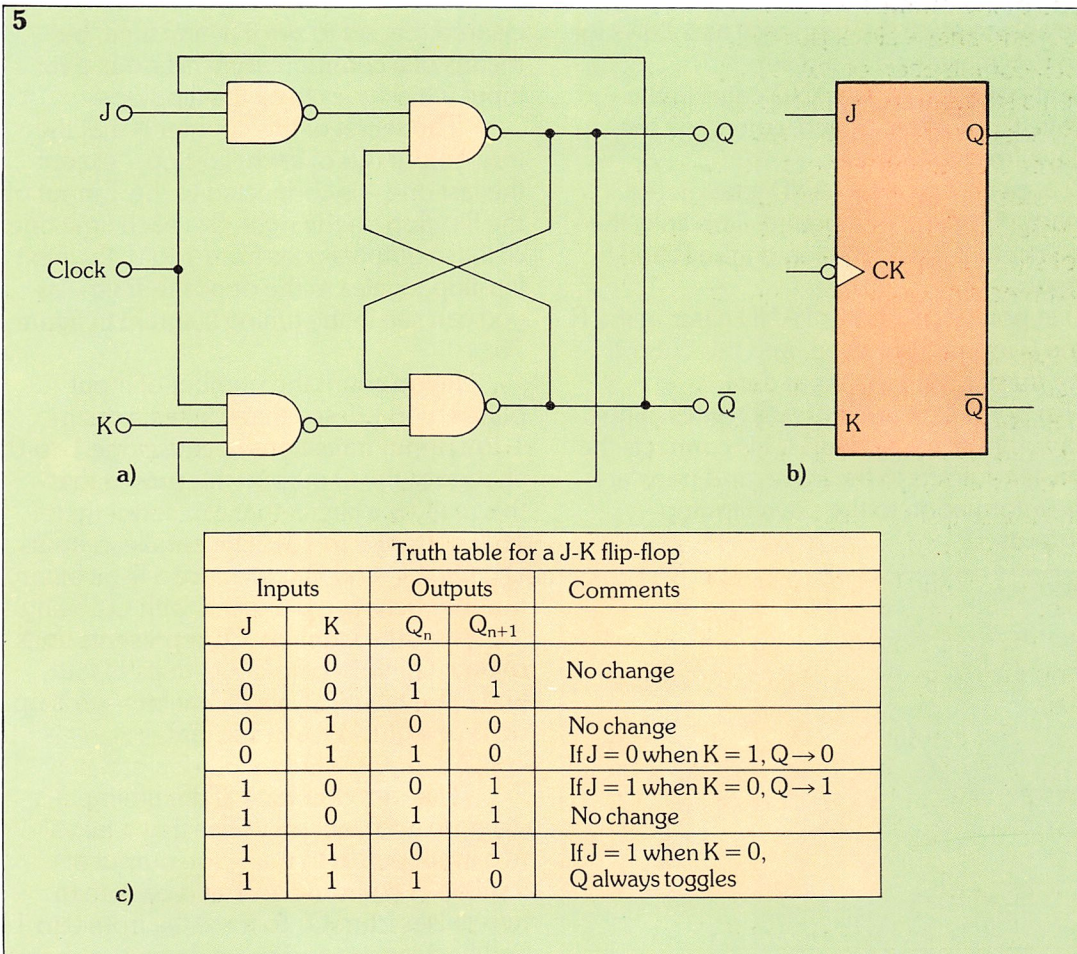 5
J
Q
Clock
K
Q̅
a)
J
Q
CK
Q̅
K
b)
Truth table for a J-K flip-flop
Inputs Outputs Comments
J K Qₙ Qₙ₊₁
0 0 0 0 No change
0 0 1 1
0 1 0 0 No change
0 1 1 0 If J = 0 when K = 1, Q → 0
1 0 0 1 If J = 1 when K = 0, Q → 1
1 0 1 1 No change
1 1 0 1 If J = 1 when K = 0,
1 1 1 0 Q always toggles
c)